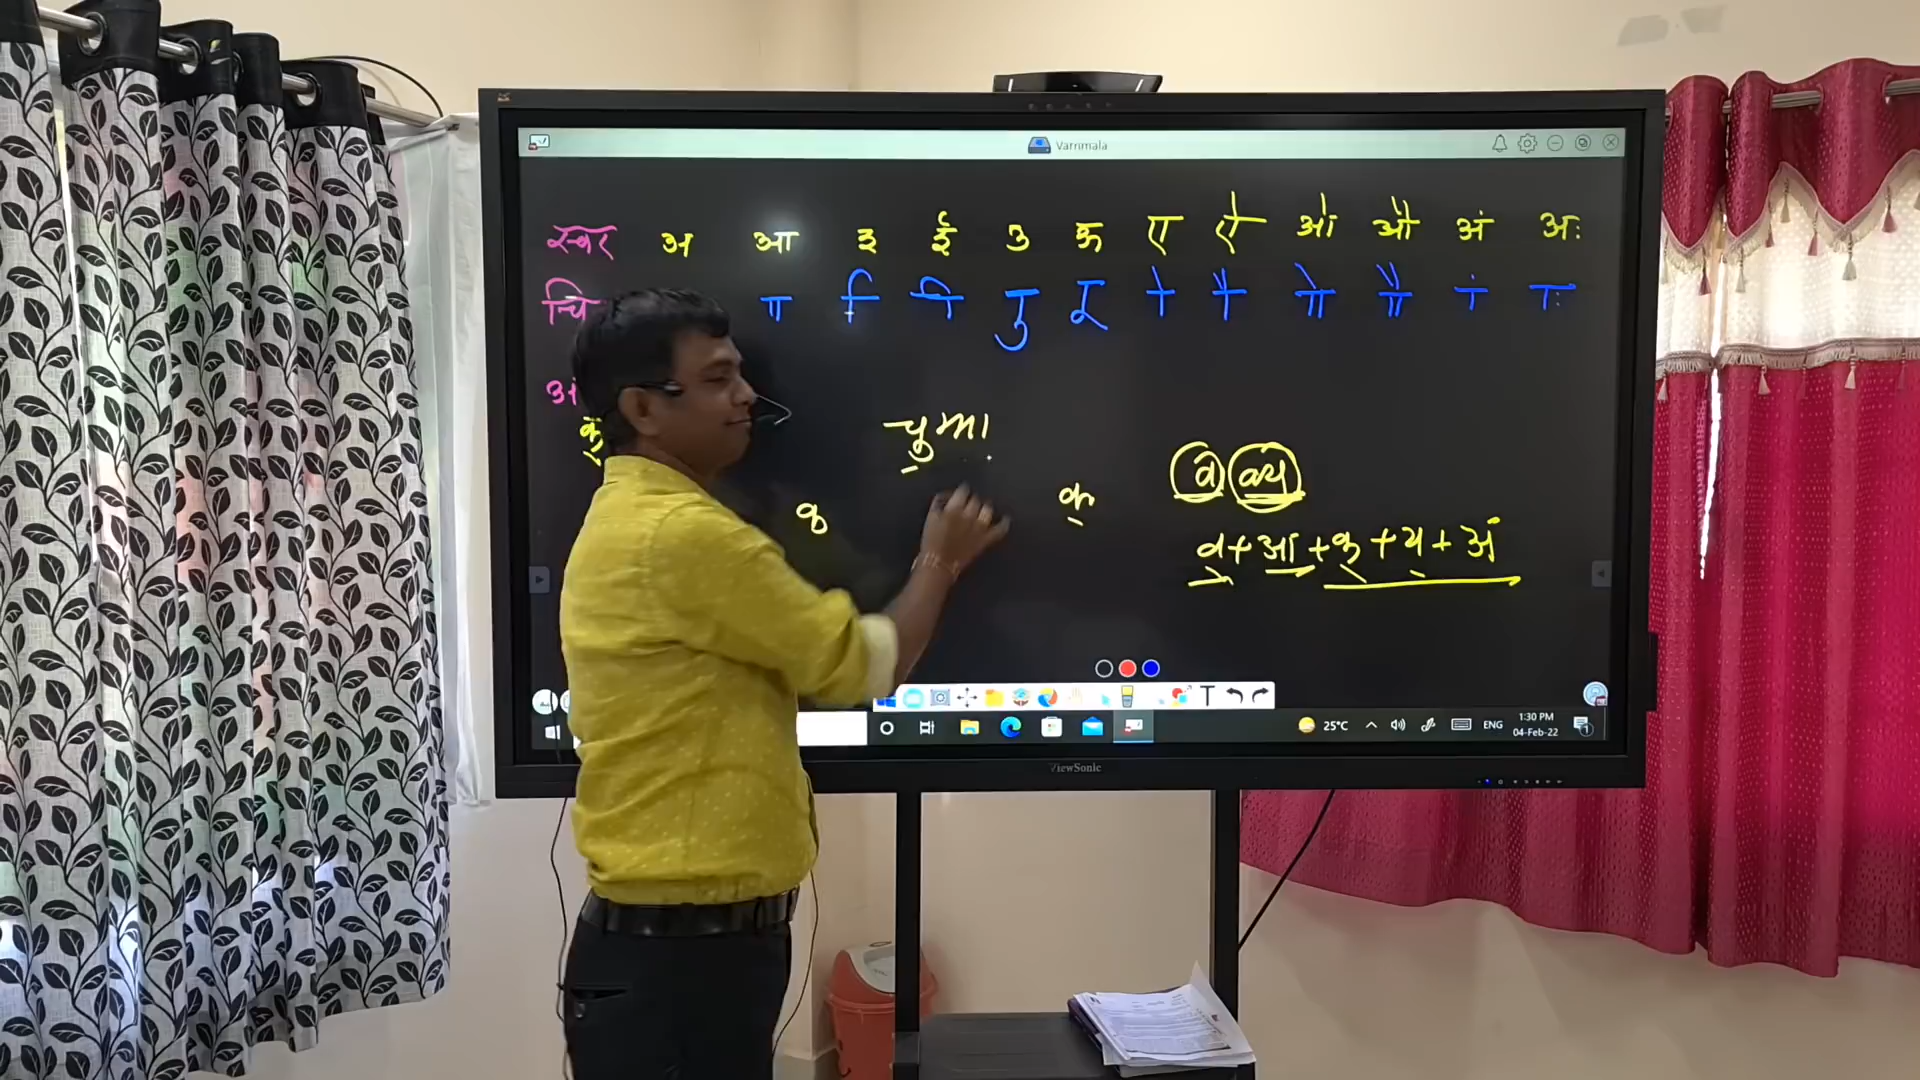 Varnmala
स्वर अ आ इ ई उ ऊ ए ऐ ओ औ अं अः
चि ा ि ी ु ू े ै ो ौ ं ः
अं
व
क
व + आ + क + य + अं
25°C ENG 1:30 PM
04-Feb-22
ViewSonic